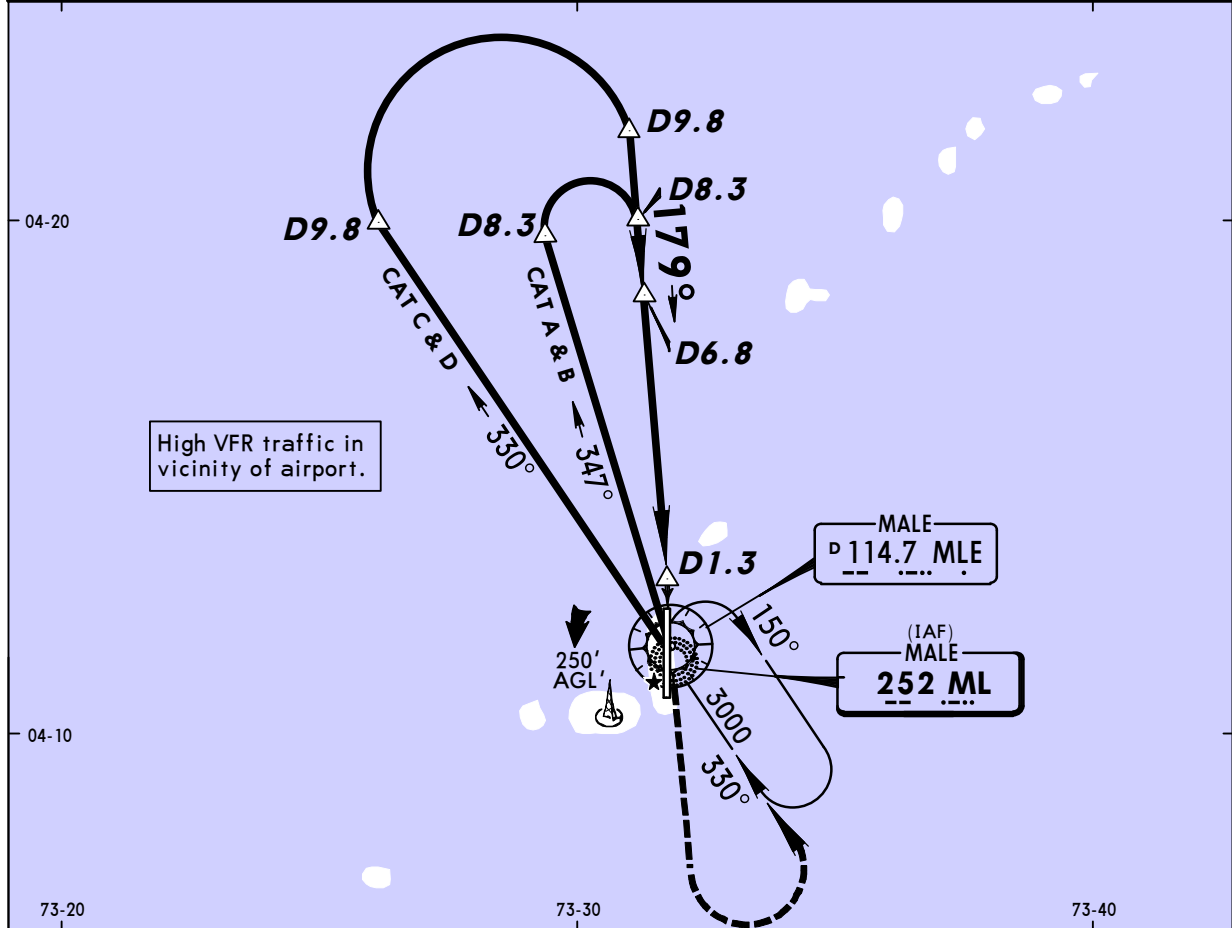 D9.8
D8.3
04-20
D9.8
D8.3
179°
CAT C & D
CAT A & B
D6.8
High VFR traffic in
vicinity of airport.
330°
347°
MALE
D 114.7 MLE
D1.3
150°
(IAF)
MALE
252 ML
250'
AGL'
3000
04-10
330°
73-20
73-30
73-40